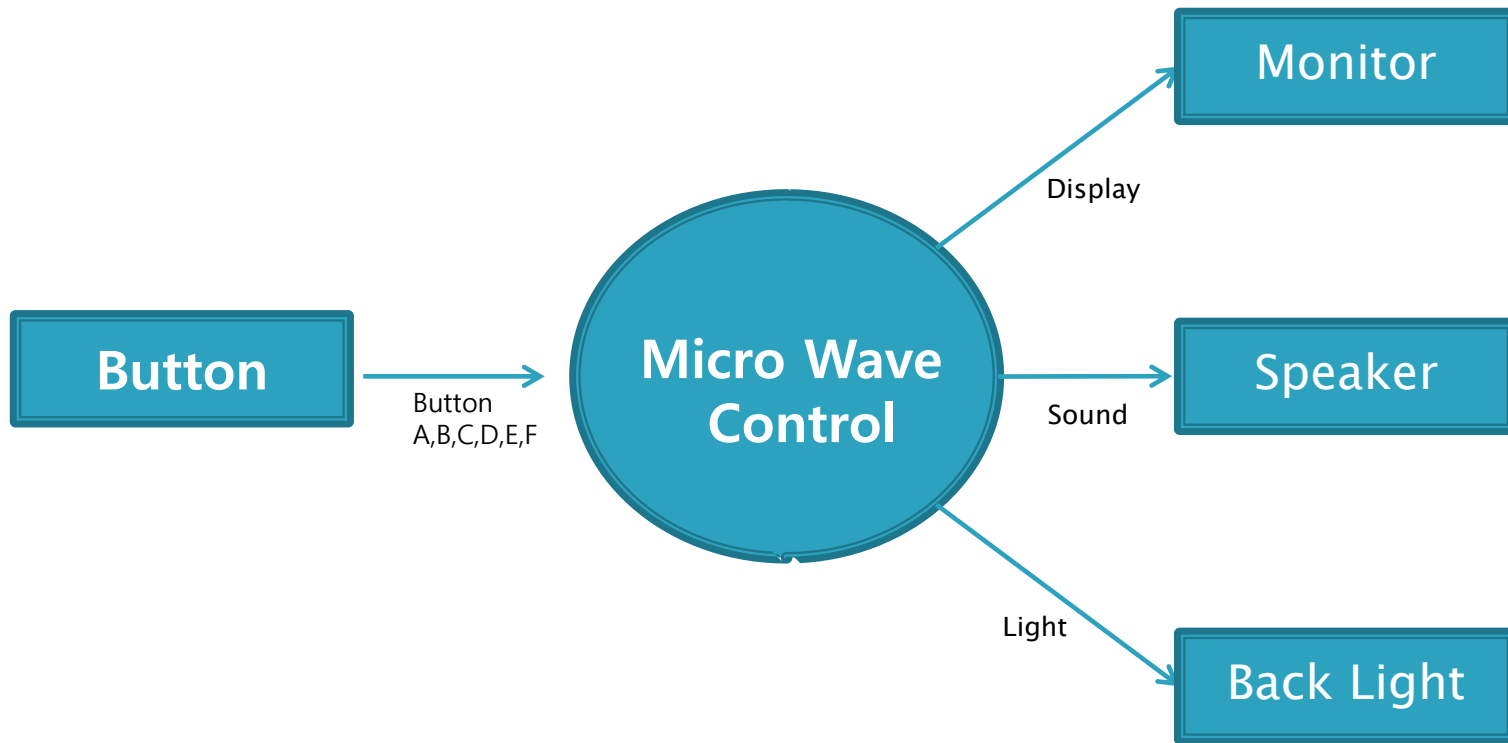 Monitor
Display
Button
Button
A,B,C,D,E,F
Micro Wave
Control
Speaker
Sound
Light
Back Light